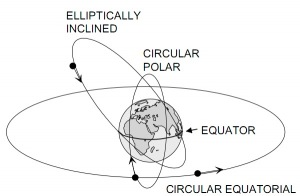 ELLIPTICALLY
INCLINED
CIRCULAR
POLAR
EQUATOR
CIRCULAR EQUATORIAL